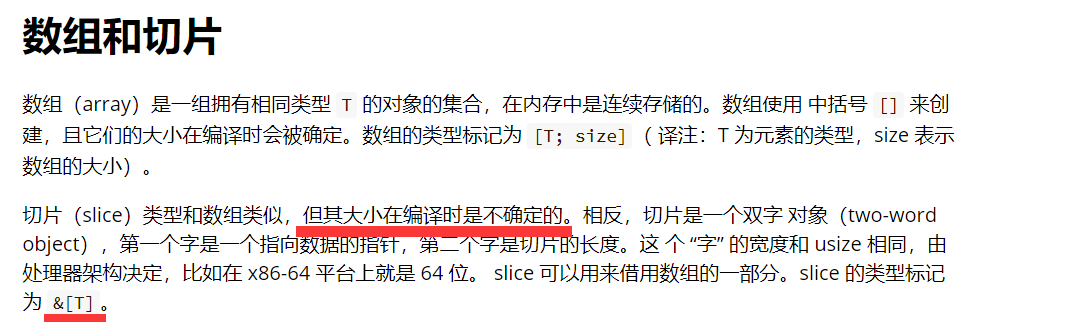 数组和切片
数组（array）是一组拥有相同类型 T 的对象的集合，在内存中是连续存储的。数组使用 中括号 [] 来创
建，且它们的大小在编译时会被确定。数组的类型标记为 [T; size] （ 译注：T 为元素的类型，size 表示
数组的大小）。
切片（slice）类型和数组类似，但其大小在编译时是不确定的。相反，切片是一个双字 对象（two-word
object），第一个字是一个指向数据的指针，第二个字是切片的长度。这 个 “字” 的宽度和 usize 相同，由
处理器架构决定，比如在 x86-64 平台上就是 64 位。 slice 可以用来借用数组的一部分。slice 的类型标记
为 &[T]。